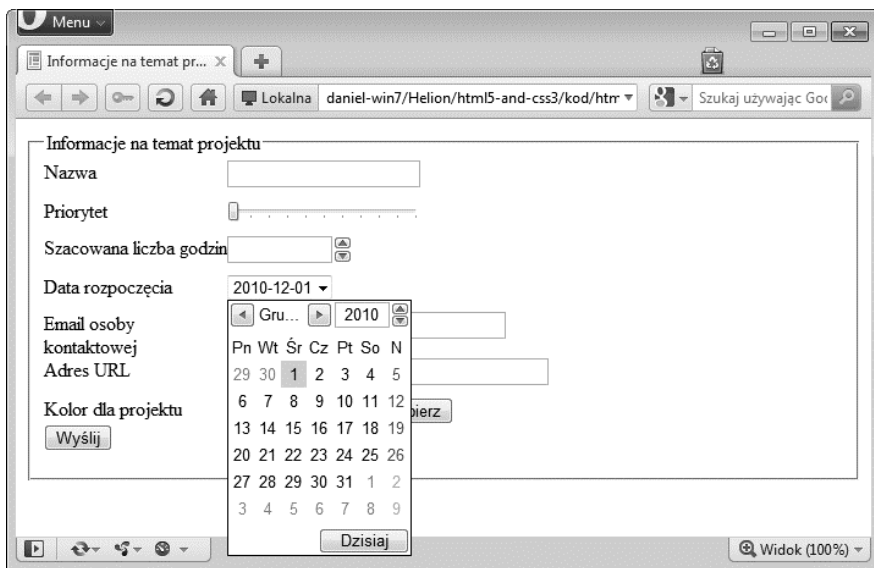 Menu
Informacje na temat pr...
Lokalna daniel-win7/Helion/html5-and-css3/kod/htm Szukaj używając Goo
Informacje na temat projektu
Nazwa
Priorytet
Szacowana liczba godzin
Data rozpoczęcia 2010-12-01
Gru... 2010
Email osoby
kontaktowej
Adres URL
Pn Wt Śr Cz Pt So N
29 30 1 2 3 4 5
6 7 8 9 10 11 12
Kolor dla projektu ierz
13 14 15 16 17 18 19
Wyślij
20 21 22 23 24 25 26
27 28 29 30 31 1 2
3 4 5 6 7 8 9
Dzisiaj
Widok (100%)